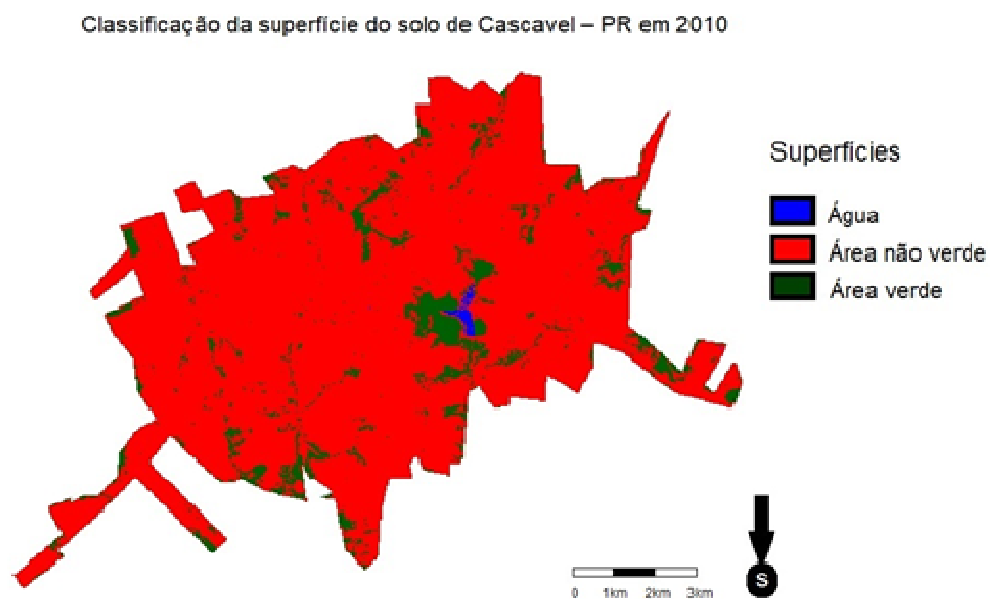 Classificação da superfície do solo de Cascavel – PR em 2010
Superfícies
Água
Área não verde
Área verde
S
0 1km 2km 3km